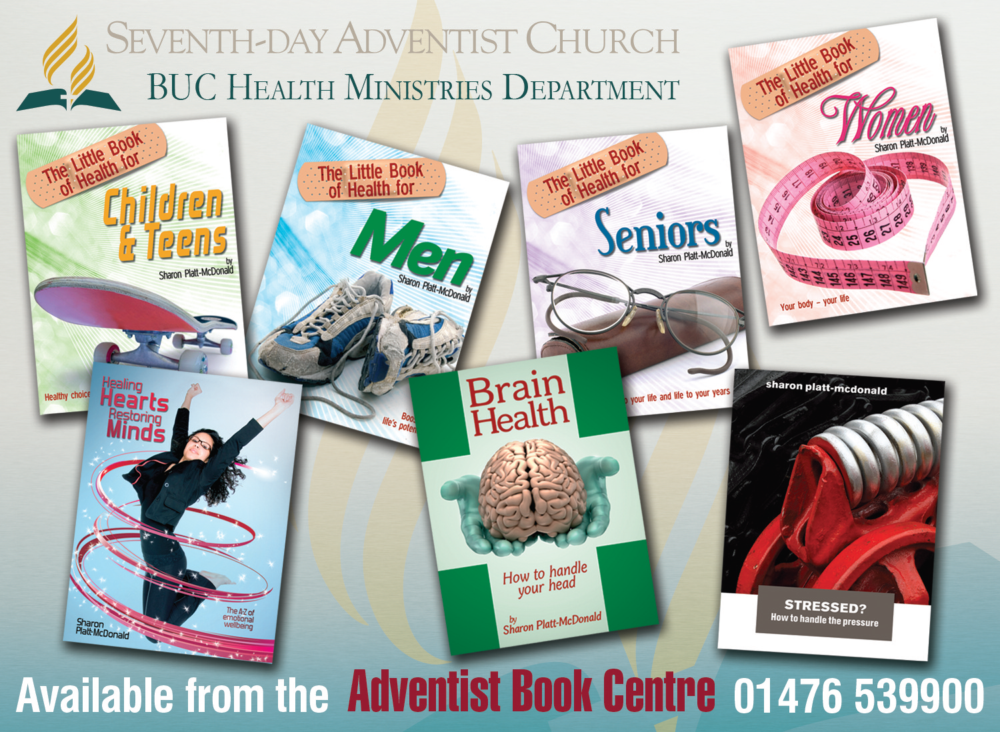 SEVENTH-DAY ADVENTIST CHURCH
BUC HEALTH MINISTRIES DEPARTMENT
The Little Book
of Health for
Children
& Teens
by
Sharon Platt-McDonald
Healthy choice
The Little Book
of Health for
Men
by
Sharon Platt-McDonald
Boos
life's poten
The Little Book
of Health for
Seniors
by
Sharon Platt-McDonald
o your life and life to your years
The Little Book
of Health for
Women
by
Sharon Platt-McDonald
Your body – your life
Healing
Hearts
Restoring
Minds
The A-Z of
emotional
wellbeing
Sharon
Platt-McDonald
Brain
Health
How to handle
your head
by
Sharon Platt-McDonald
sharon platt-mcdonald
STRESSED?
How to handle the pressure
Available from the Adventist Book Centre 01476 539900